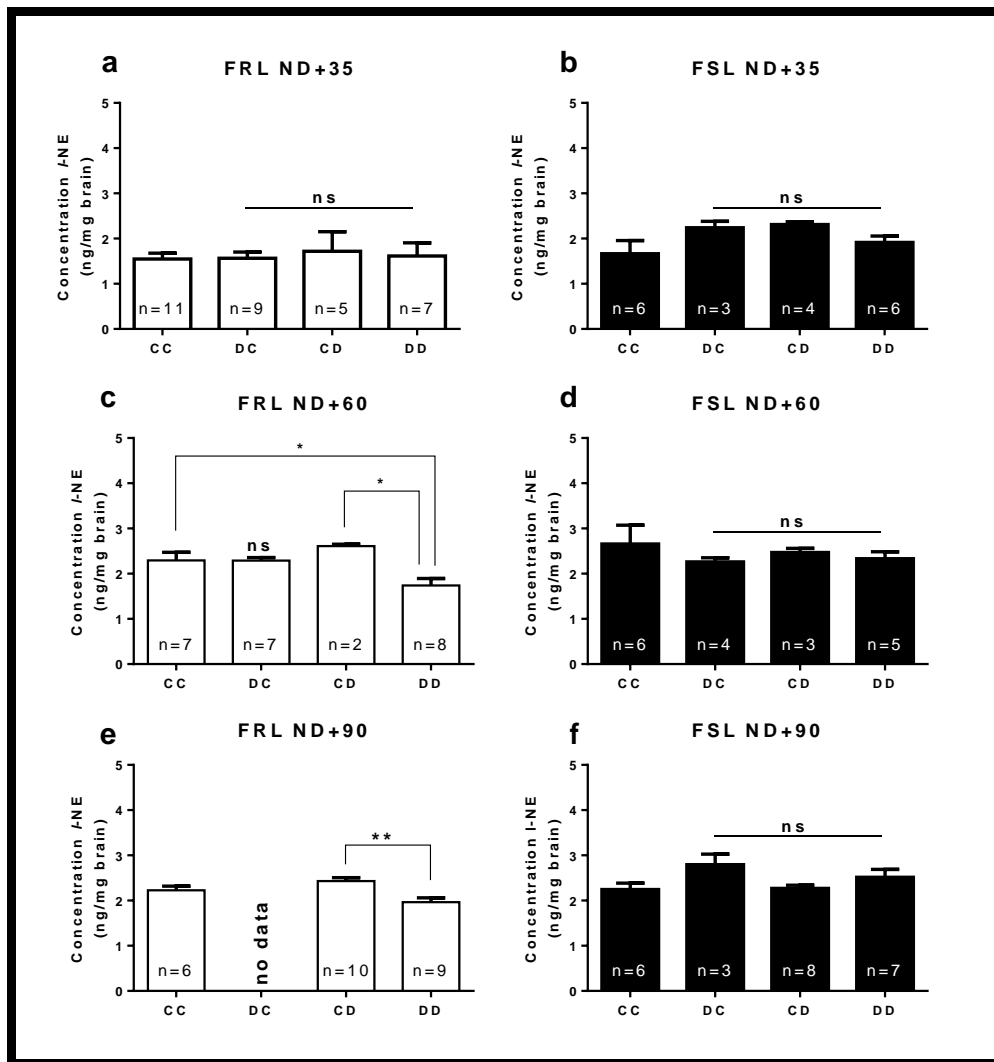 a
FRL ND+35
Concentration l-NE
(ng/mg brain)
5
4
3
2
1
0
ns
n=11
n=9
n=5
n=7
CC
DC
CD
DD
b
FSL ND+35
Concentration l-NE
(ng/mg brain)
5
4
3
2
1
0
ns
n=6
n=3
n=4
n=6
CC
DC
CD
DD
c
FRL ND+60
Concentration l-NE
(ng/mg brain)
5
4
3
2
1
0
*
*
ns
n=7
n=7
n=2
n=8
CC
DC
CD
DD
d
FSL ND+60
Concentration l-NE
(ng/mg brain)
5
4
3
2
1
0
ns
n=6
n=4
n=3
n=5
CC
DC
CD
DD
e
FRL ND+90
Concentration l-NE
(ng/mg brain)
5
4
3
2
1
0
**
no data
n=6
n=10
n=9
CC
DC
CD
DD
f
FSL ND+90
Concentration l-NE
(ng/mg brain)
5
4
3
2
1
0
ns
n=6
n=3
n=8
n=7
CC
DC
CD
DD